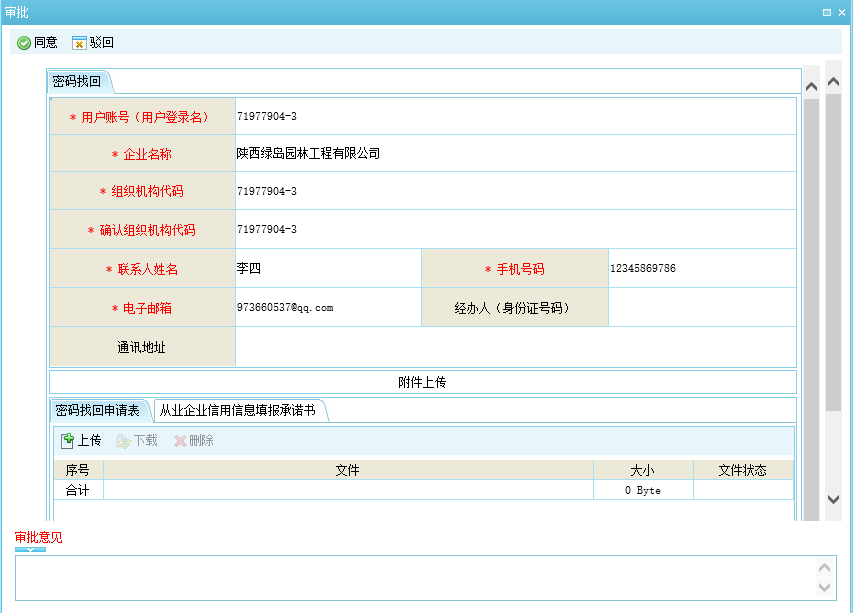 审批
同意 驳回
密码找回
* 用户账号（用户登录名） 71977904-3
* 企业名称 陕西绿岛园林工程有限公司
* 组织机构代码 71977904-3
* 确认组织机构代码 71977904-3
* 联系人姓名 李四 * 手机号码 12345869786
* 电子邮箱 973660537@qq.com 经办人（身份证号码）
通讯地址
附件上传
密码找回申请表 从业企业信用信息填报承诺书
上传 下载 删除
序号 文件 大小 文件状态
合计 0 Byte
审批意见